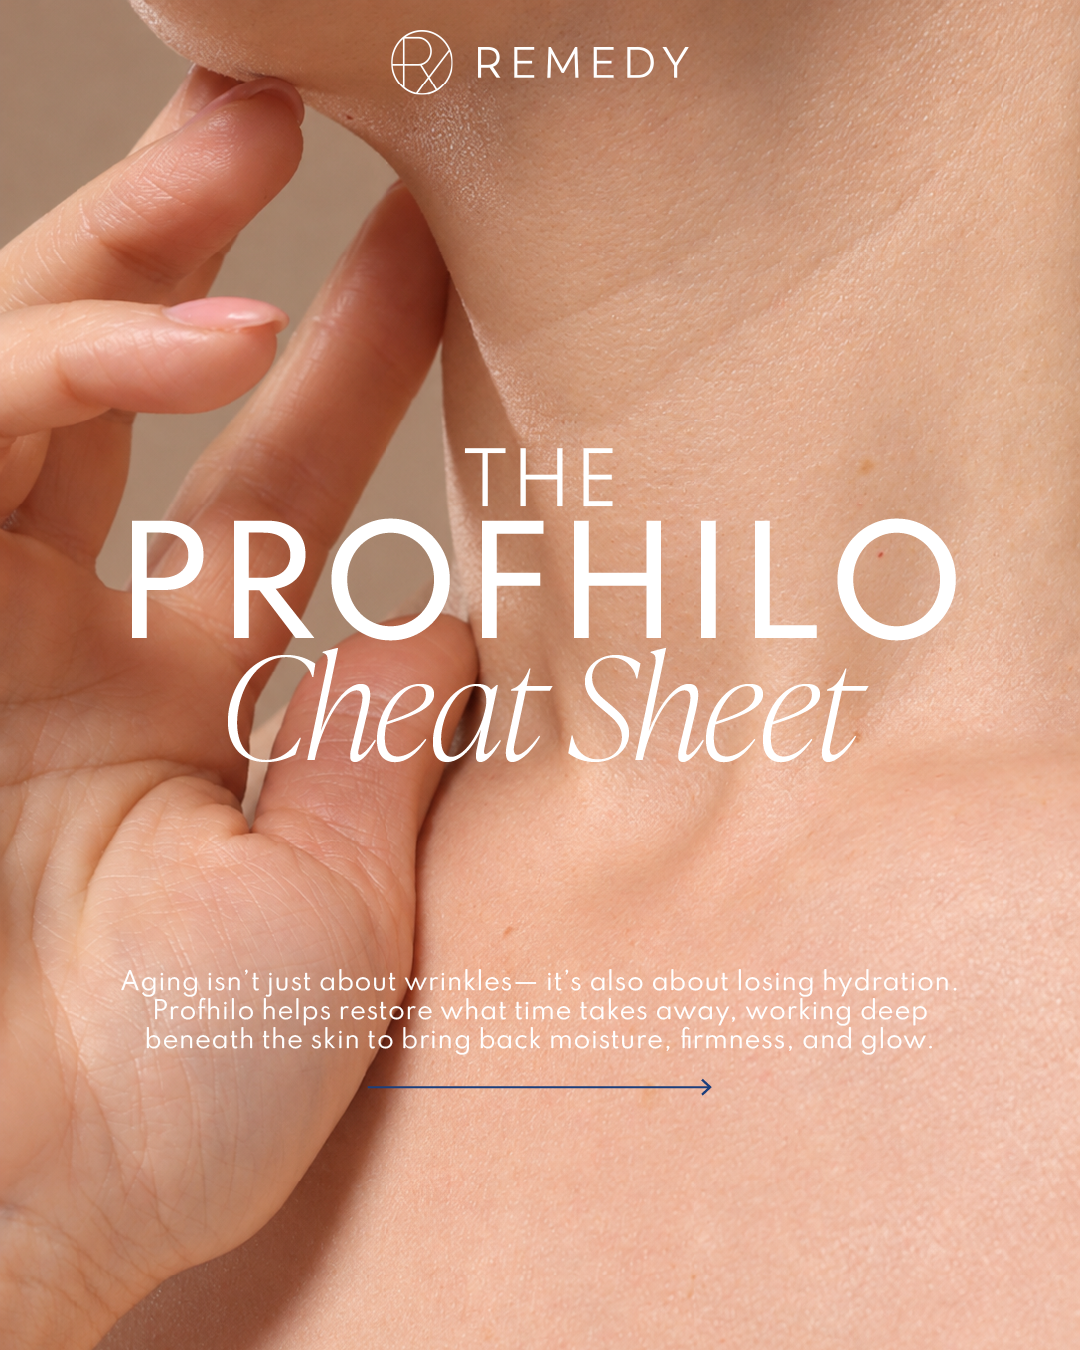 REMEDY
THE
PROFHILO
Cheat Sheet
Aging isn’t just about wrinkles— it’s also about losing hydration.
Profhilo helps restore what time takes away, working deep
beneath the skin to bring back moisture, firmness, and glow.